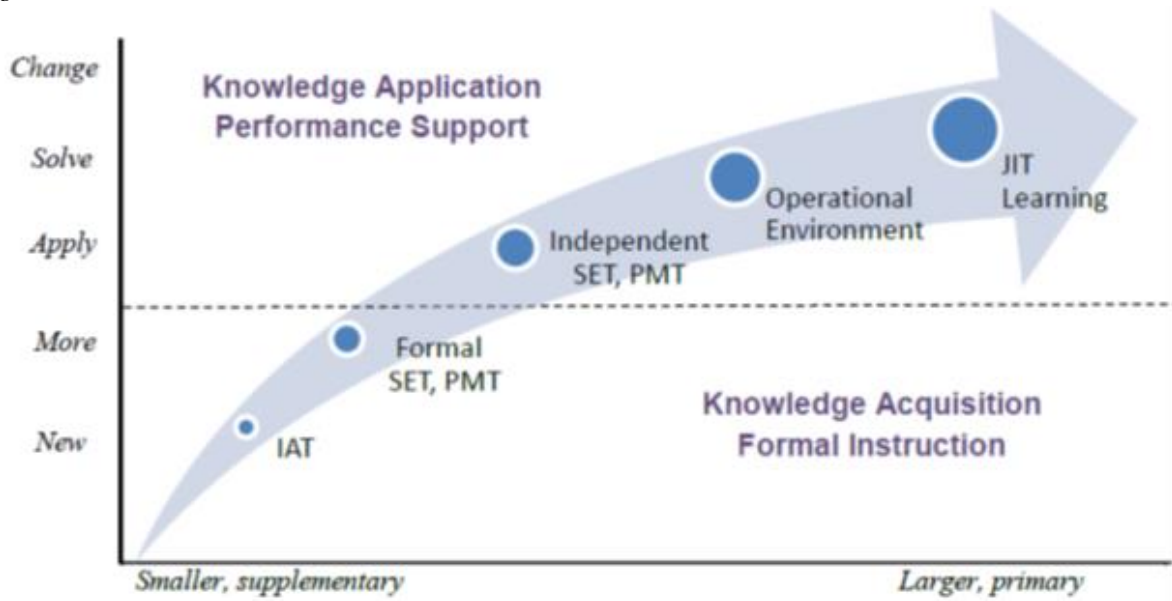 Change
Knowledge Application
Performance Support
Solve
JIT
Learning
Operational
Environment
Apply
Independent
SET, PMT
More
Formal
SET, PMT
Knowledge Acquisition
Formal Instruction
New
IAT
Smaller, supplementary
Larger, primary